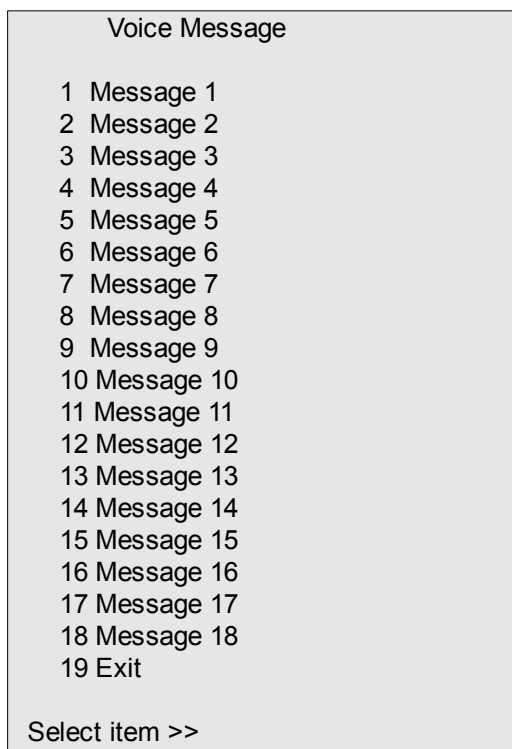 Voice Message
1 Message 1
2 Message 2
3 Message 3
4 Message 4
5 Message 5
6 Message 6
7 Message 7
8 Message 8
9 Message 9
10 Message 10
11 Message 11
12 Message 12
13 Message 13
14 Message 14
15 Message 15
16 Message 16
17 Message 17
18 Message 18
19 Exit
Select item >>